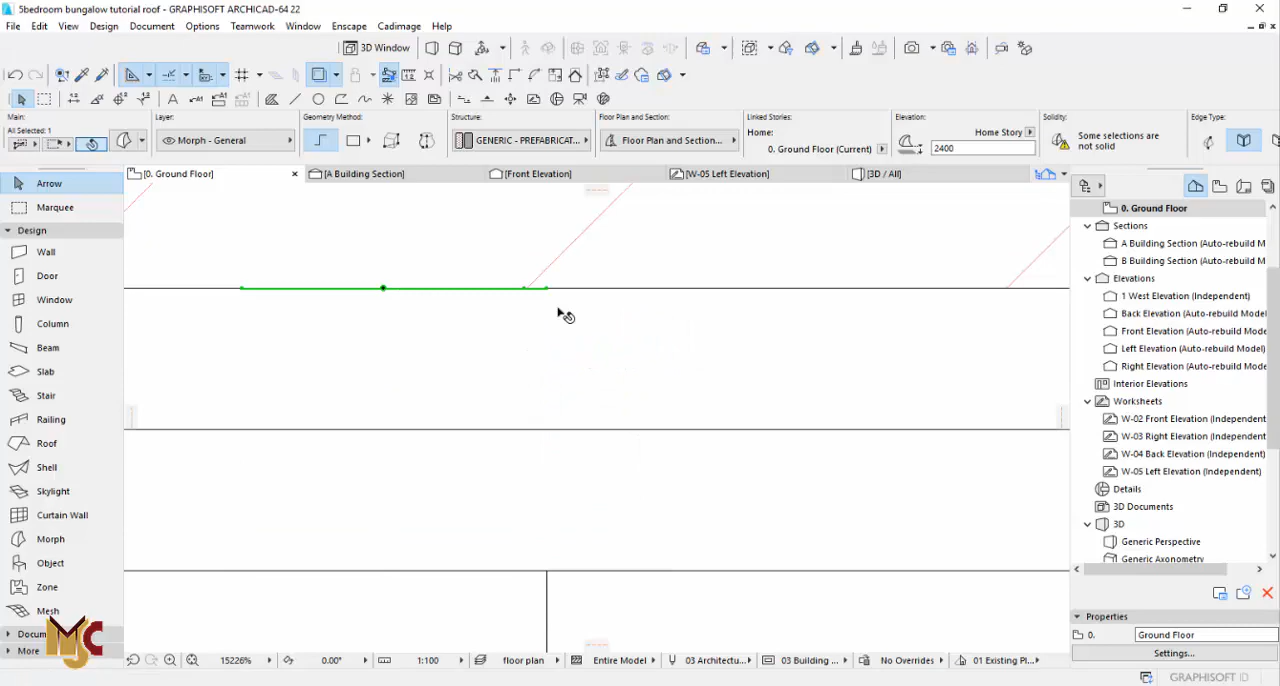 5bedroom bungalow tutorial roof - GRAPHISOFT ARCHICAD-64 22
File Edit View Design Document Options Teamwork Window Enscape Cadimage Help
3D Window
Main: Layer: Geometry Method: Structure: Floor Plan and Section: Linked Stories: Elevation: Solidity: Edge Type:
All Selected: 1 Home: Home Story Some selections are
Morph - General GENERIC - PREFABRICAT... Floor Plan and Section... 0. Ground Floor (Current) 2400 not solid
[0. Ground Floor] [A Building Section] [Front Elevation] [W-05 Left Elevation] [3D / All]
Arrow
Marquee
Design
Wall
Door
Window
Column
Beam
Slab
Stair
Railing
Roof
Shell
Skylight
Curtain Wall
Morph
Object
Zone
Mesh
Docum
More
MSC
0. Ground Floor
Sections
A Building Section (Auto-rebuild M
B Building Section (Auto-rebuild M
Elevations
1 West Elevation (Independent)
Back Elevation (Auto-rebuild Mode
Front Elevation (Auto-rebuild Mode
Left Elevation (Auto-rebuild Model)
Right Elevation (Auto-rebuild Mode
Interior Elevations
Worksheets
W-02 Front Elevation (Independent
W-03 Right Elevation (Independent
W-04 Back Elevation (Independent
W-05 Left Elevation (Independent)
Details
3D Documents
3D
Generic Perspective
Generic Axonometry
Properties
0. Ground Floor
Settings...
15226% 0.00° 1:100 floor plan Entire Model 03 Architectu... 03 Building ... No Overrides 01 Existing Pl...
GRAPHISOFT ID